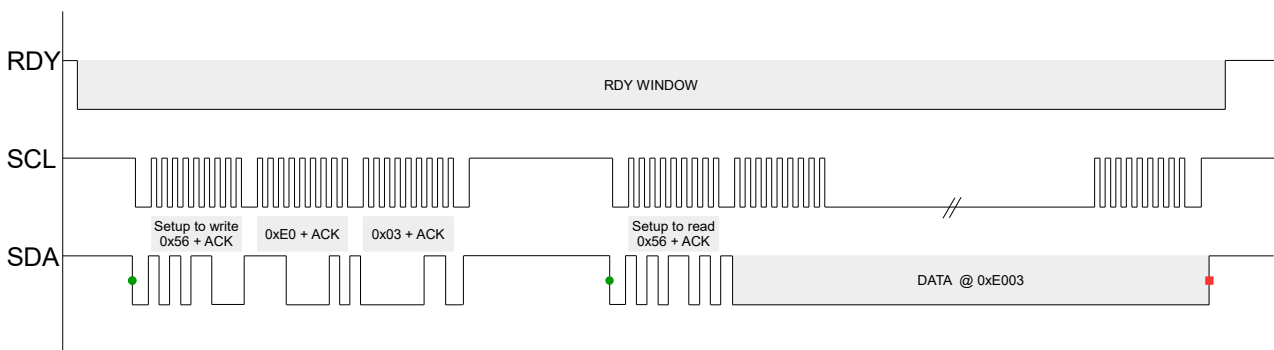 RDY
RDY WINDOW
SCL
Setup to write
0x56 + ACK
0xE0 + ACK
0x03 + ACK
Setup to read
0x56 + ACK
SDA
DATA @ 0xE003